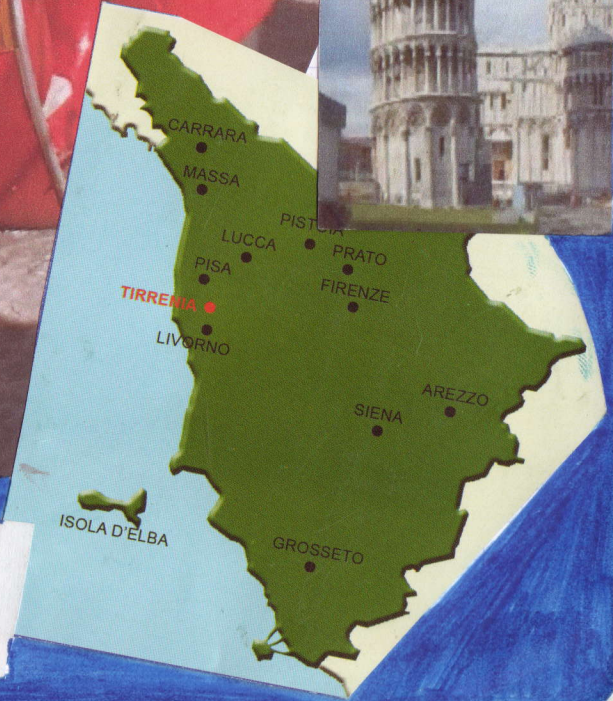 CARRARA
MASSA
PISTOIA
LUCCA
PRATO
PISA
FIRENZE
TIRRENIA
LIVORNO
AREZZO
SIENA
ISOLA D'ELBA
GROSSETO